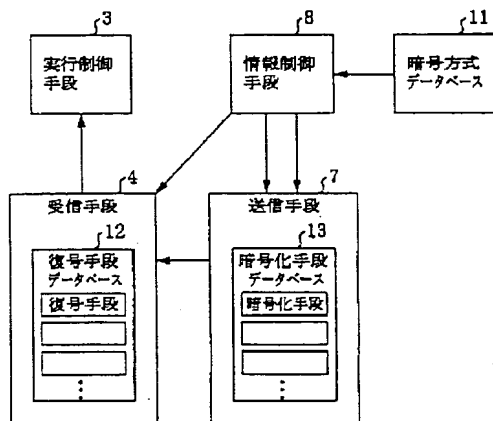 3
8
11
実行制御
手段
情報制御
手段
暗号方式
データベース
4
7
受信手段
送信手段
12
13
復号手段
データベース
復号手段
暗号化手段
データベース
暗号化手段